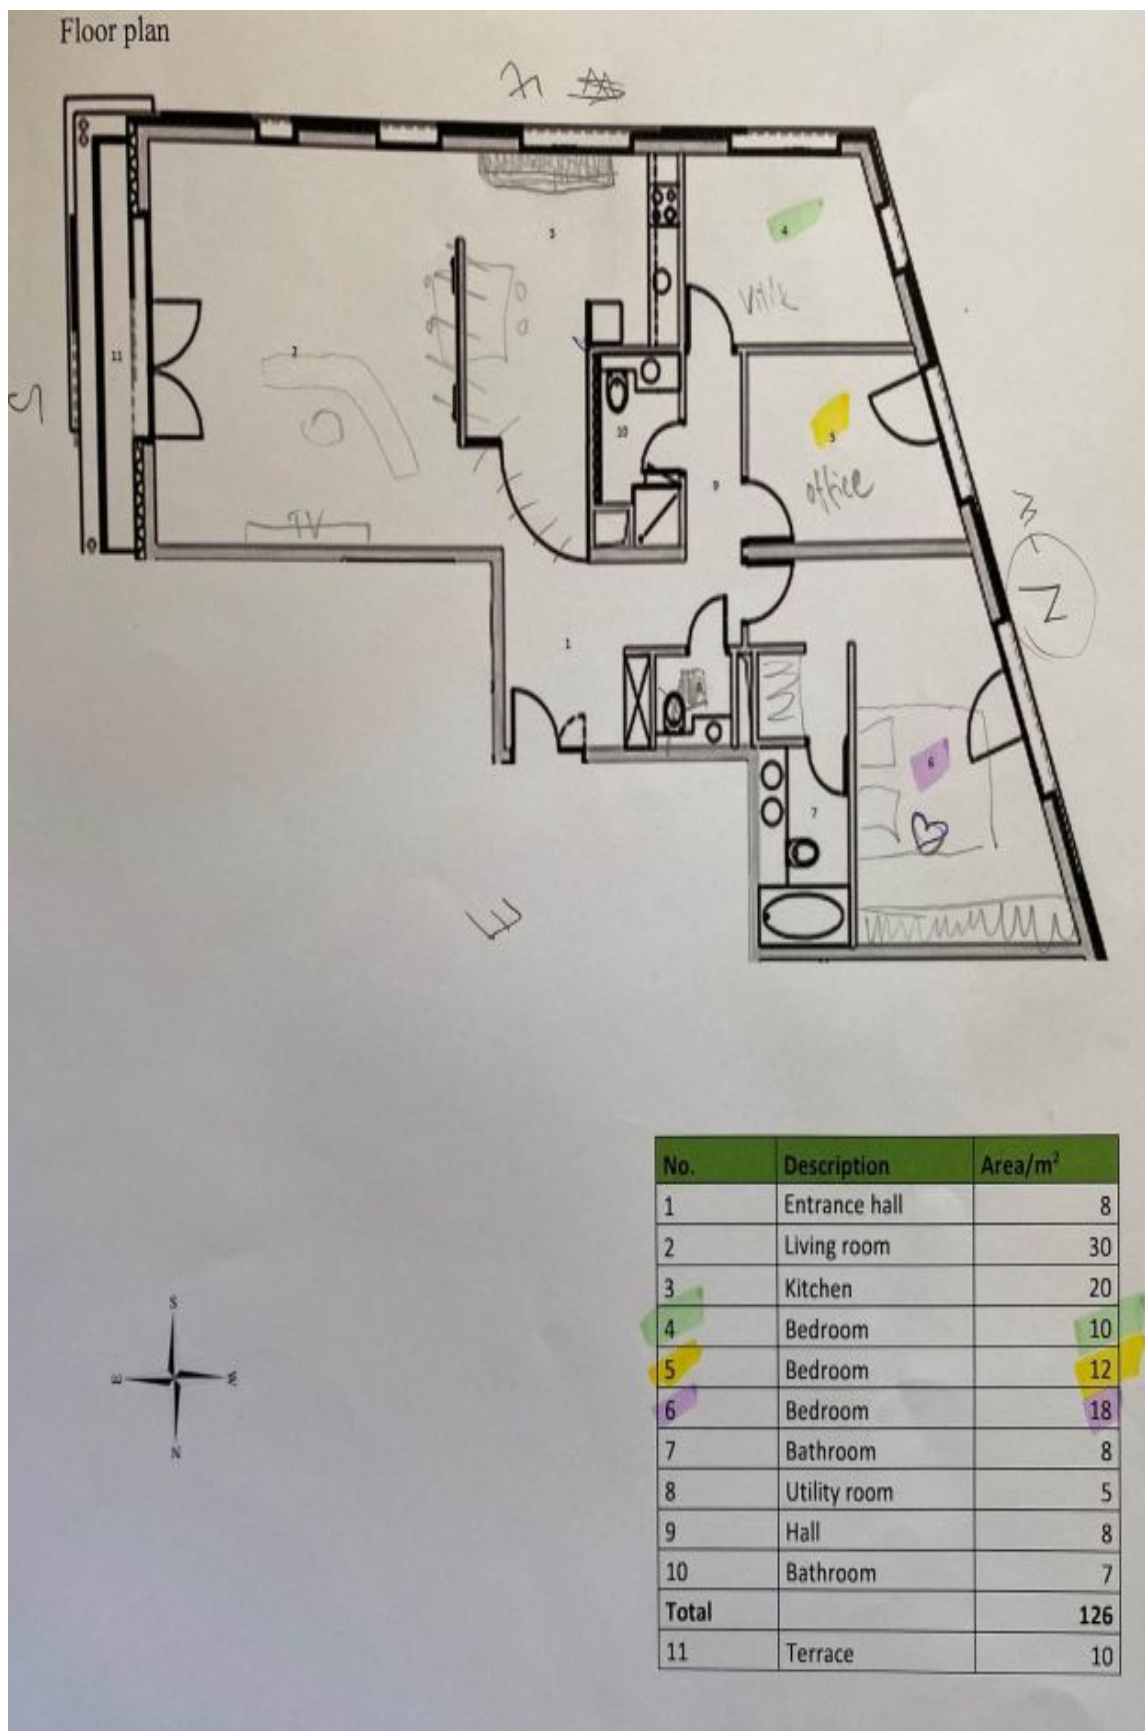 Floor plan
4
3
Vilk
11
2
S
5
10
office
9
TV
N
1
6
7
E
No. Description Area/m²
1 Entrance hall 8
2 Living room 30
3 Kitchen 20
4 Bedroom 10
5 Bedroom 12
6 Bedroom 18
7 Bathroom 8
8 Utility room 5
9 Hall 8
10 Bathroom 7
Total 126
11 Terrace 10
S
E W
N